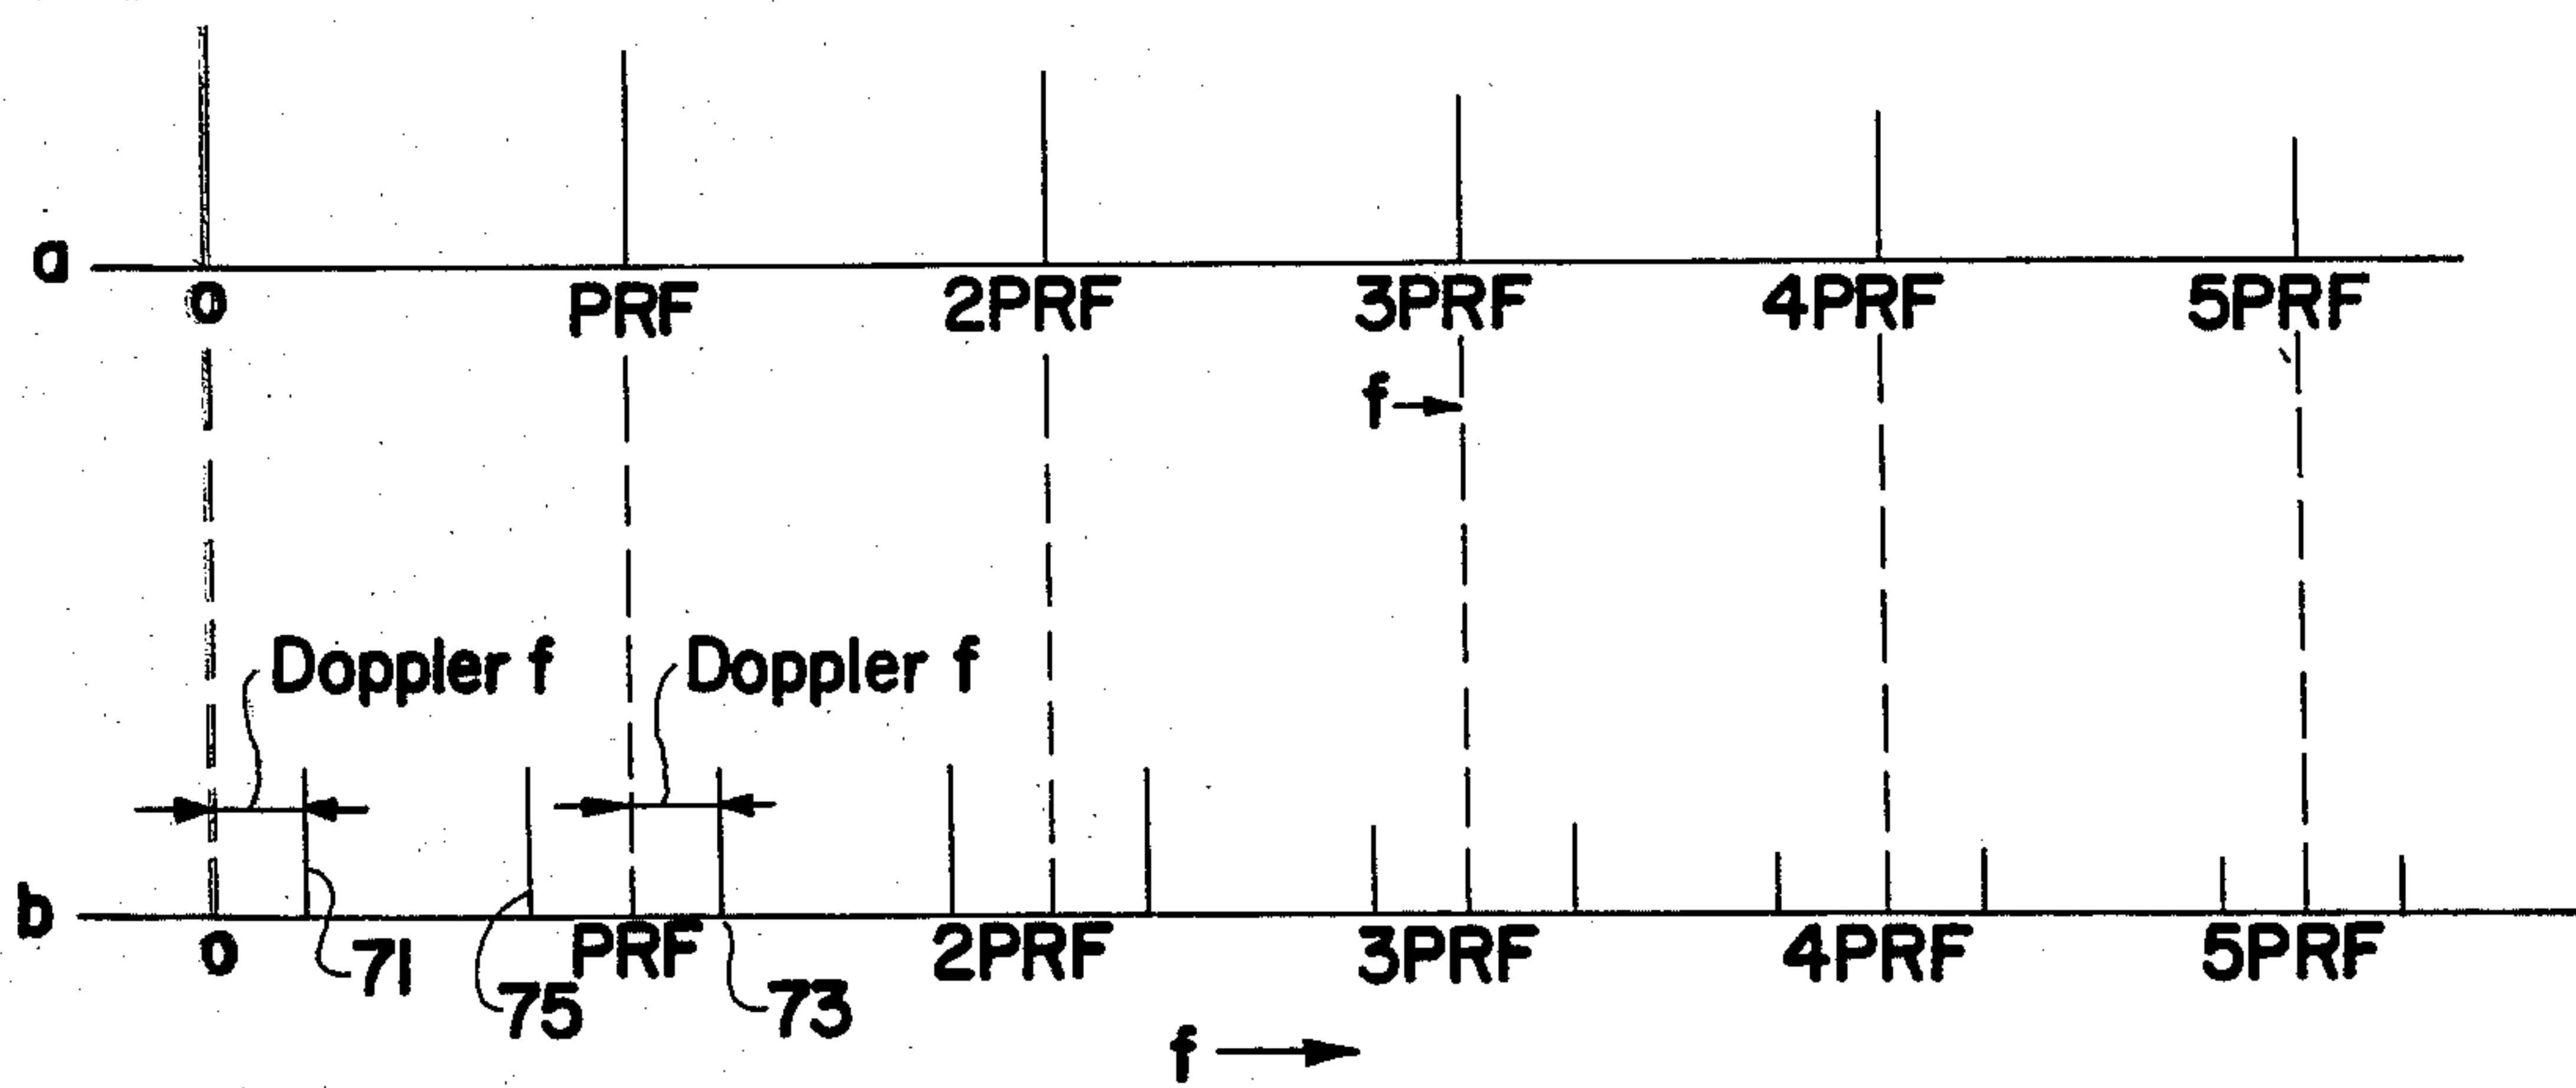 a
0 PRF 2PRF 3PRF 4PRF 5PRF
f
Doppler f Doppler f
b
0 PRF 2PRF 3PRF 4PRF 5PRF
71 75 73
f